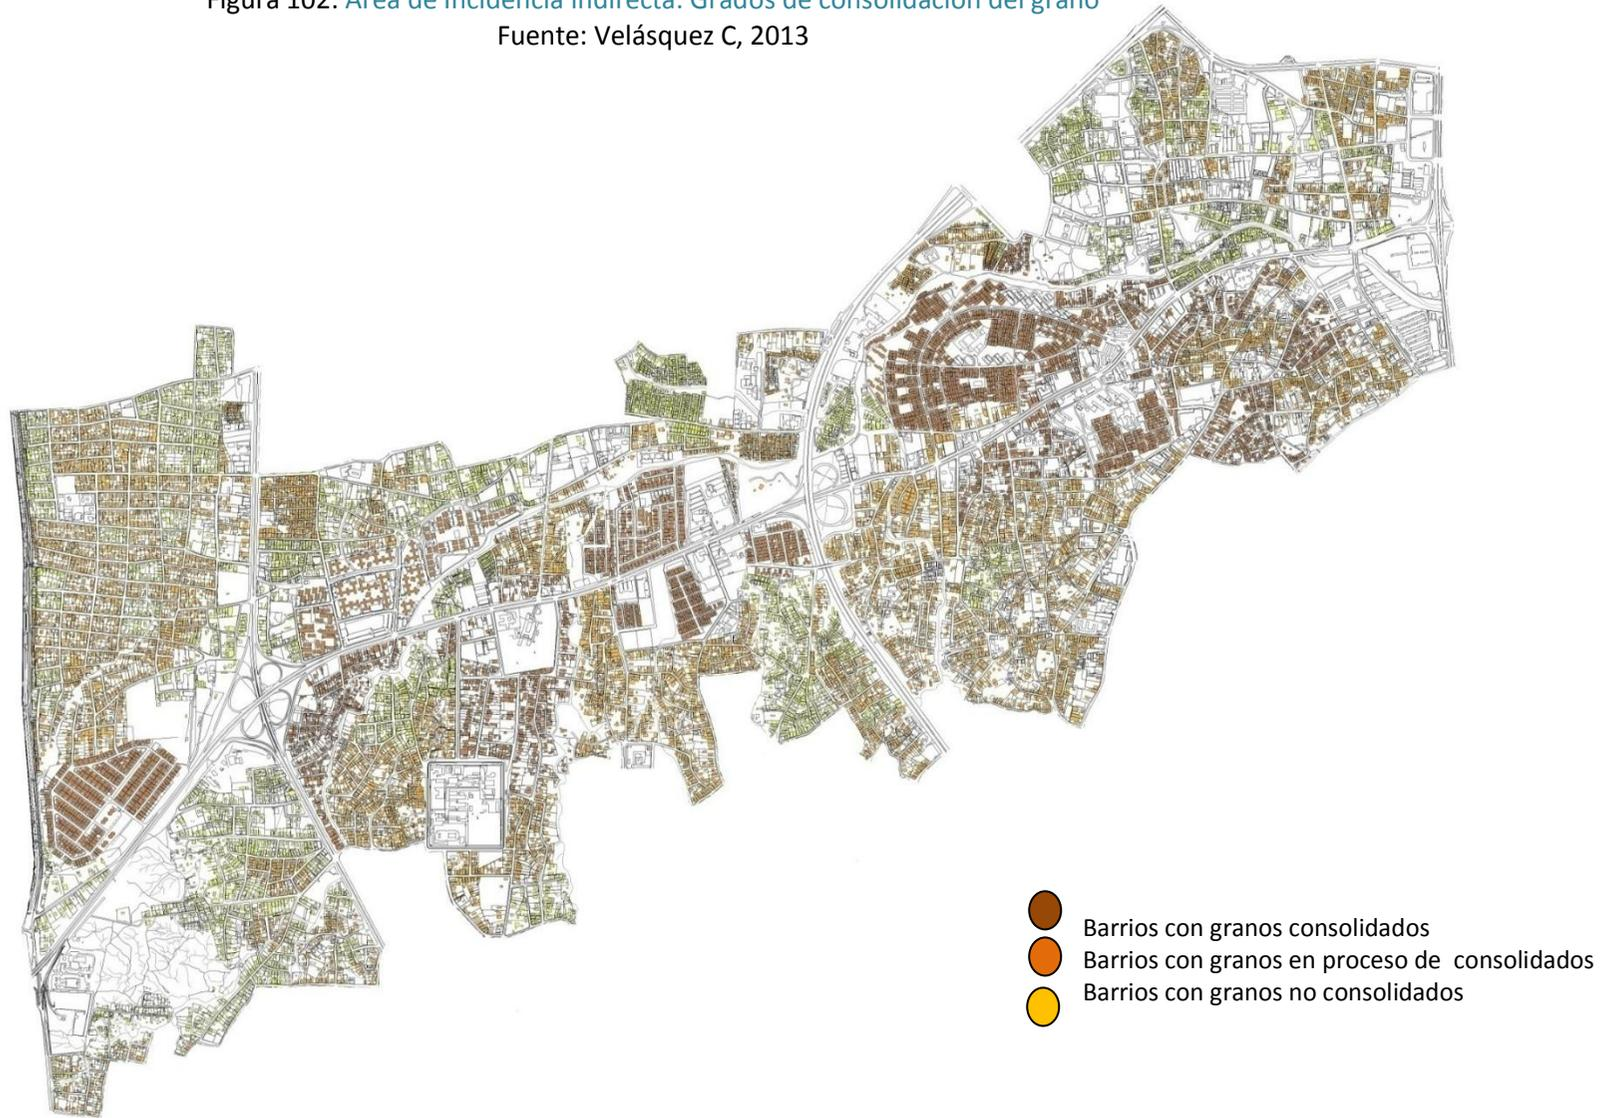 Figura 102. Área de incidencia indirecta. Grados de consolidación del grano
Fuente: Velásquez C, 2013
Barrios con granos consolidados
Barrios con granos en proceso de consolidados
Barrios con granos no consolidados